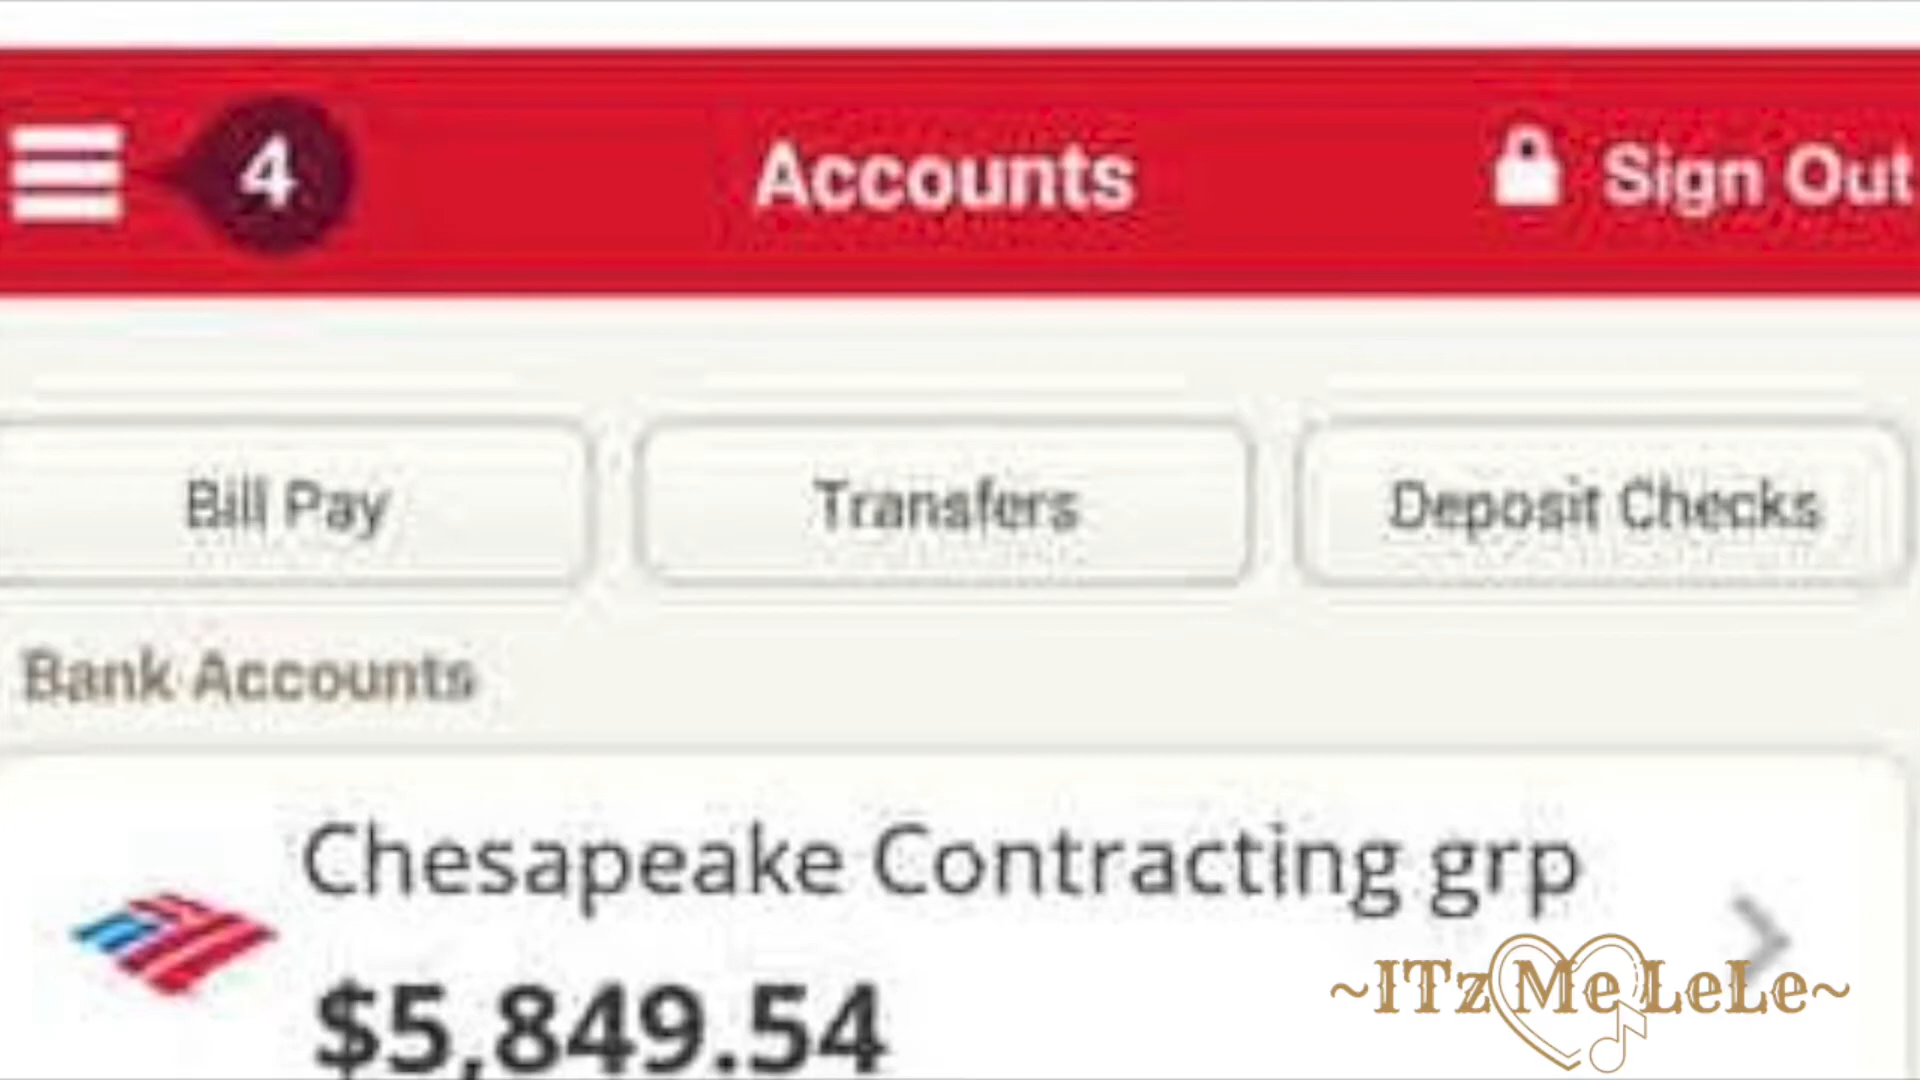 4
Accounts
Sign Out
Bill Pay
Transfers
Deposit Checks
Bank Accounts
Chesapeake Contracting grp
$5,849.54
~ITz Me LeLe~